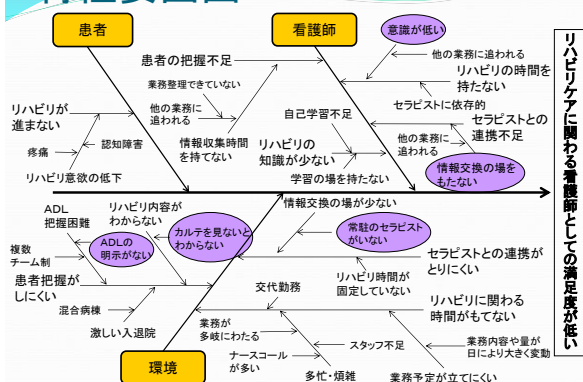 特性要因図
患者
看護師
意識が低い
患者の把握不足
他の業務に追われる
業務整理できていない
リハビリの時間を
持たない
セラピストに依存的
リハビリが
進まない
他の業務に
追われる
自己学習不足
セラピストとの
連携不足
認知障害
情報収集時間
を持てない
リハビリの
知識が少ない
他の業務に
追われる
疼痛
情報交換の場を
もたない
リハビリ意欲の低下
学習の場を持たない
リハビリケアに関わる看護師としての満足度が低い
情報交換の場が少ない
ADL
把握困難
リハビリ内容が
わからない
カルテを見ないと
わからない
常駐のセラピスト
がいない
ADLの
明示がない
複数
チーム制
セラピストとの連携が
とりにくい
患者把握が
しにくい
リハビリ時間が
固定していない
混合病棟
交代勤務
リハビリに関わる
時間がもてない
激しい入退院
業務が
多岐にわたる
スタッフ不足
業務内容や量が
日により大きく変動
ナースコール
が多い
環境
多忙・煩雑
業務予定が立てにくい